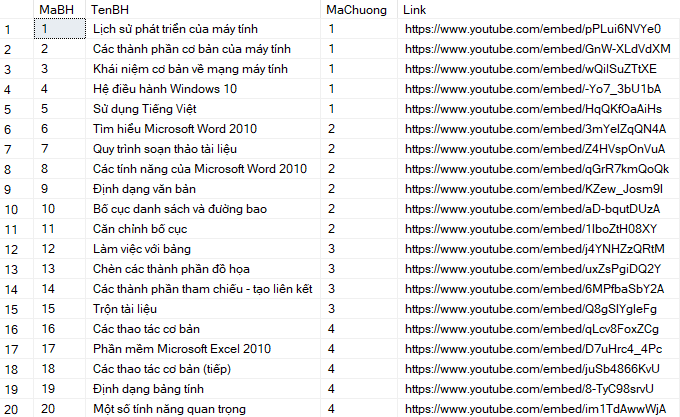 MaBH TenBH MaChuong Link
1 1 Lịch sử phát triển của máy tính 1 https://www.youtube.com/embed/pPLui6NVYe0
2 2 Các thành phần cơ bản của máy tính 1 https://www.youtube.com/embed/GnW-XLdVdXM
3 3 Khái niệm cơ bản về mạng máy tính 1 https://www.youtube.com/embed/wQilSuZTtXE
4 4 Hệ điều hành Windows 10 1 https://www.youtube.com/embed/-Yo7_3bU1bA
5 5 Sử dụng Tiếng Việt 1 https://www.youtube.com/embed/HqQKfOaAiHs
6 6 Tìm hiểu Microsoft Word 2010 2 https://www.youtube.com/embed/3mYelZqQN4A
7 7 Quy trình soạn thảo tài liệu 2 https://www.youtube.com/embed/Z4HVspOnVuA
8 8 Các tính năng của Microsoft Word 2010 2 https://www.youtube.com/embed/qGrR7kmQoQk
9 9 Định dạng văn bản 2 https://www.youtube.com/embed/KZew_Josm9I
10 10 Bố cục danh sách và đường bao 2 https://www.youtube.com/embed/aD-bqutDUzA
11 11 Căn chỉnh bố cục 2 https://www.youtube.com/embed/1lboZtH08XY
12 12 Làm việc với bảng 3 https://www.youtube.com/embed/j4YNHZzQRtM
13 13 Chèn các thành phần đồ họa 3 https://www.youtube.com/embed/uxZsPgiDQ2Y
14 14 Các thành phần tham chiếu - tạo liên kết 3 https://www.youtube.com/embed/6MPfbaSbY2A
15 15 Trộn tài liệu 3 https://www.youtube.com/embed/Q8gSlYgIeFg
16 16 Các thao tác cơ bản 4 https://www.youtube.com/embed/qLcv8FoxZCg
17 17 Phần mềm Microsoft Excel 2010 4 https://www.youtube.com/embed/D7uHrc4_4Pc
18 18 Các thao tác cơ bản (tiếp) 4 https://www.youtube.com/embed/juSb4866KvU
19 19 Định dạng bảng tính 4 https://www.youtube.com/embed/8-TyC98srvU
20 20 Một số tính năng quan trọng 4 https://www.youtube.com/embed/im1TdAwwWjA